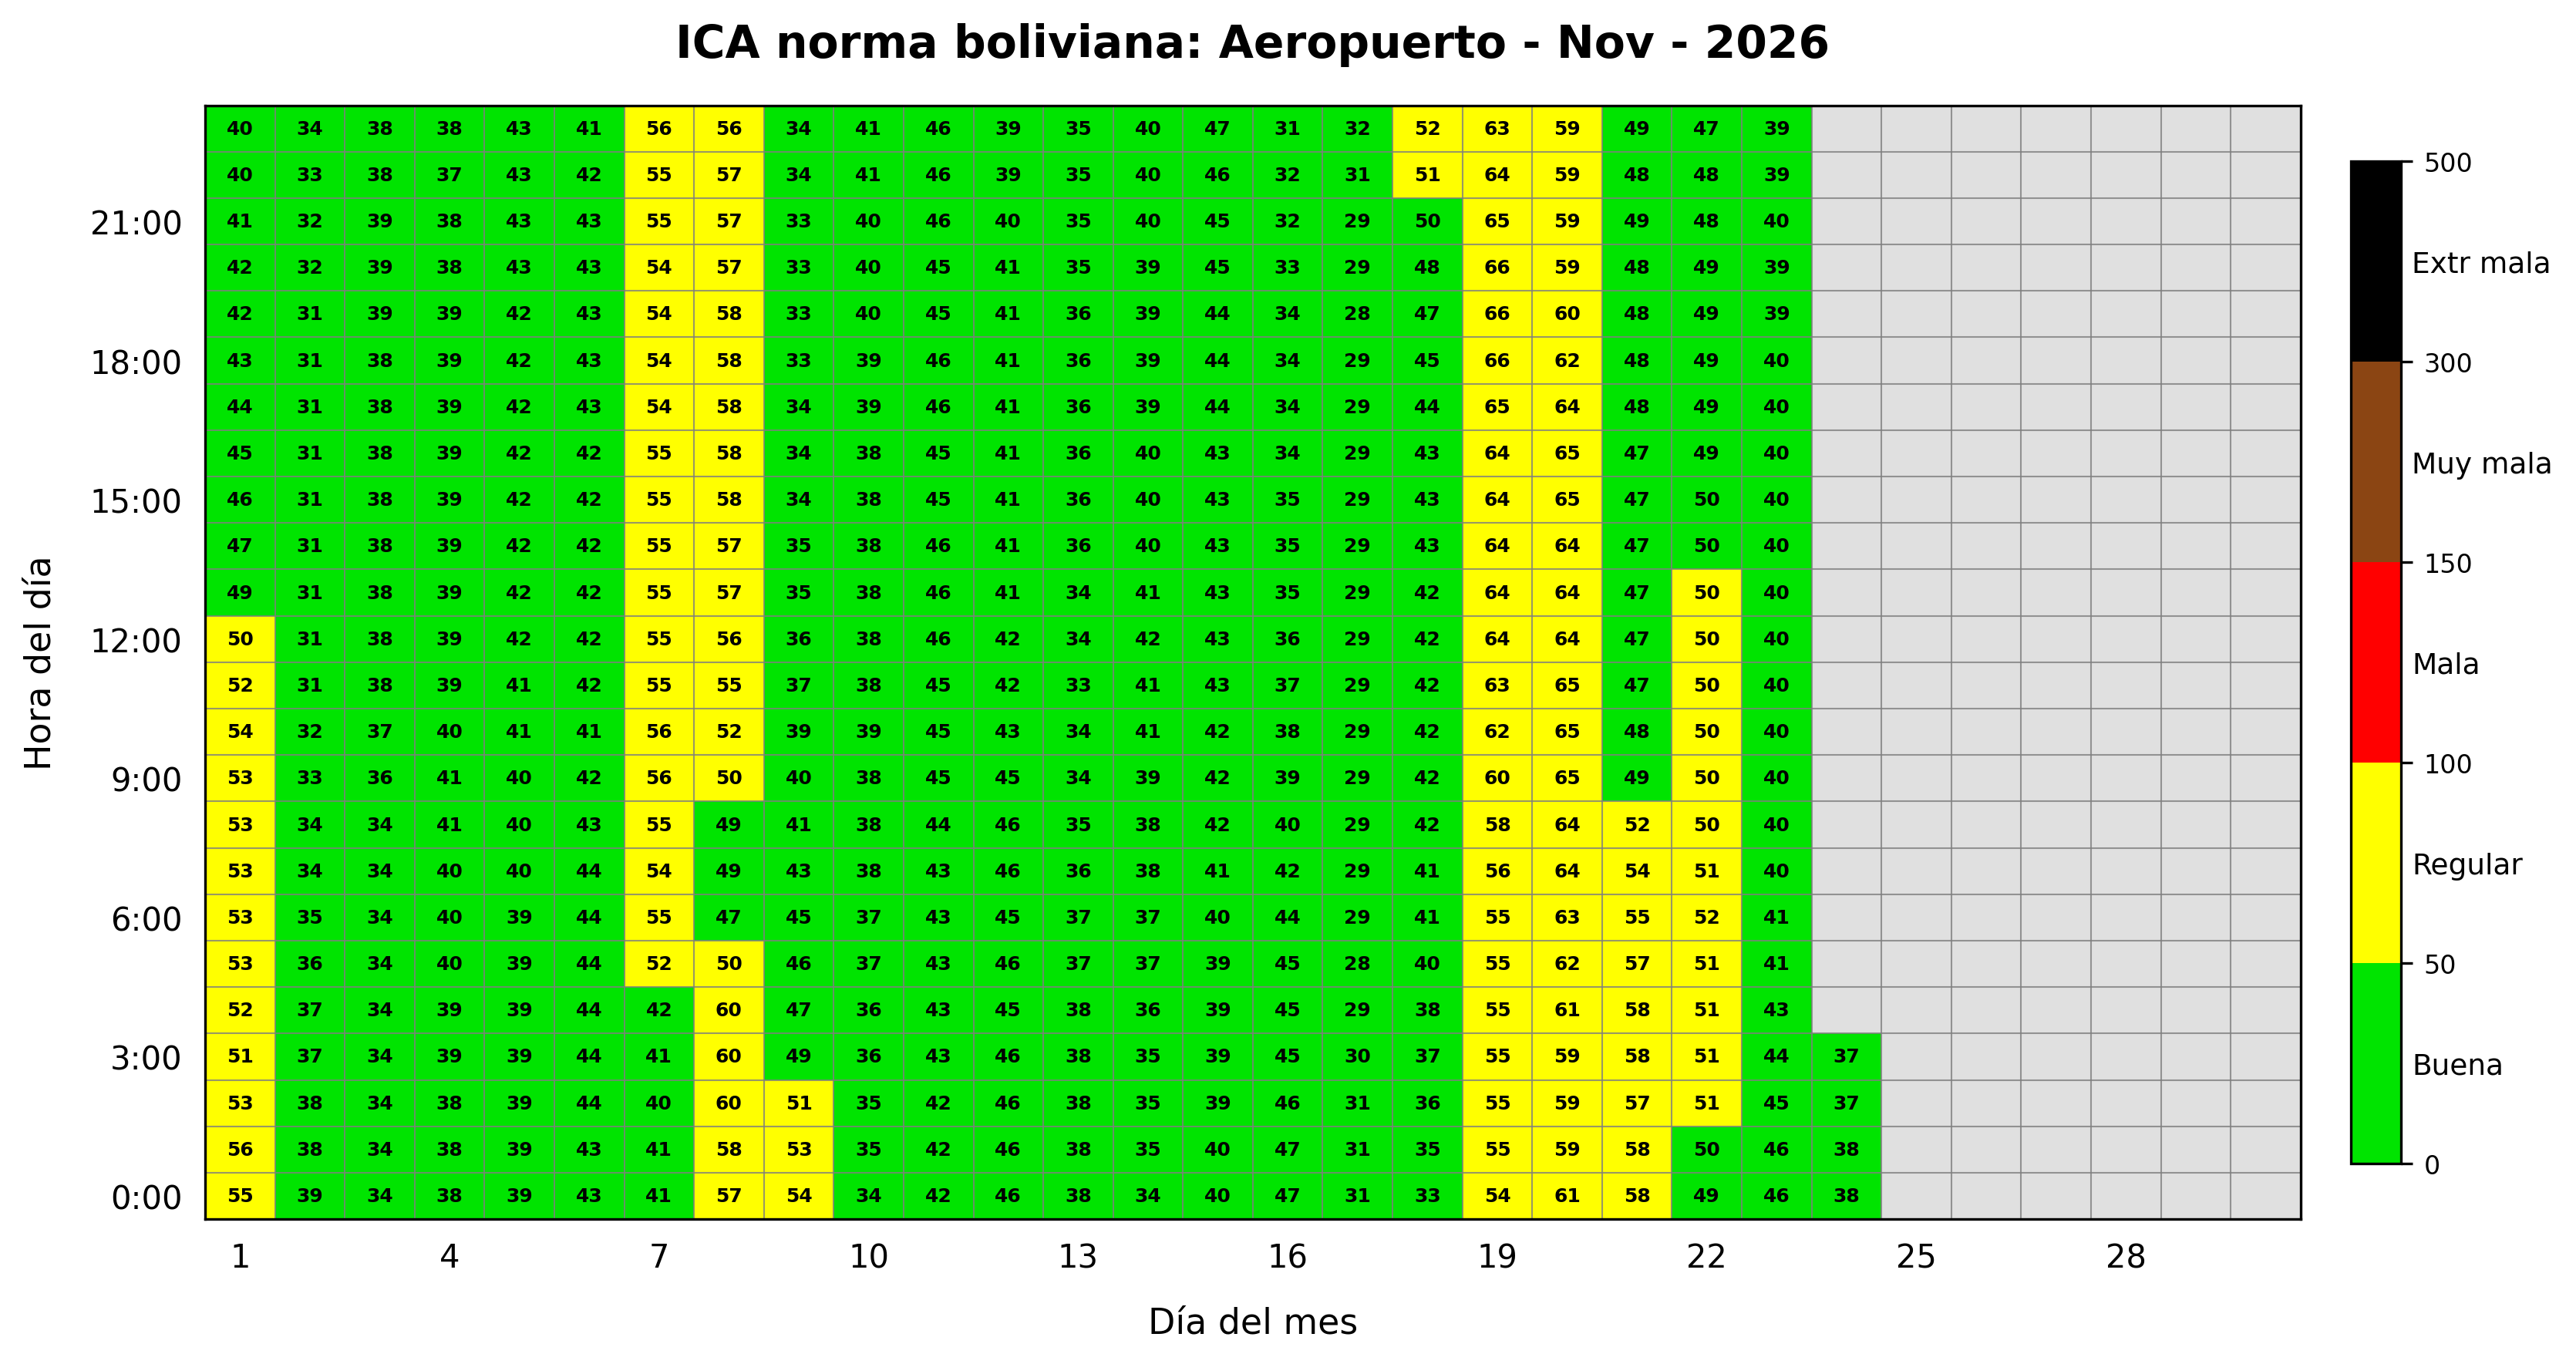 ICA norma boliviana: Aeropuerto - Nov - 2026
40 34 38 38 43 41 56 56 34 41 46 39 35 40 47 31 32 52 63 59 49 47 39
40 33 38 37 43 42 55 57 34 41 46 39 35 40 46 32 31 51 64 59 48 48 39
21:00 41 32 39 38 43 43 55 57 33 40 46 40 35 40 45 32 29 50 65 59 49 48 40
42 32 39 38 43 43 54 57 33 40 45 41 35 39 45 33 29 48 66 59 48 49 39
42 31 39 39 42 43 54 58 33 40 45 41 36 39 44 34 28 47 66 60 48 49 39
18:00 43 31 38 39 42 43 54 58 33 39 46 41 36 39 44 34 29 45 66 62 48 49 40
44 31 38 39 42 43 54 58 34 39 46 41 36 39 44 34 29 44 65 64 48 49 40
45 31 38 39 42 42 55 58 34 38 45 41 36 40 43 34 29 43 64 65 47 49 40
15:00 46 31 38 39 42 42 55 58 34 38 45 41 36 40 43 35 29 43 64 65 47 50 40
47 31 38 39 42 42 55 57 35 38 46 41 36 40 43 35 29 43 64 64 47 50 40
49 31 38 39 42 42 55 57 35 38 46 41 34 41 43 35 29 42 64 64 47 50 40
12:00 50 31 38 39 42 42 55 56 36 38 46 42 34 42 43 36 29 42 64 64 47 50 40
52 31 38 39 41 42 55 55 37 38 45 42 33 41 43 37 29 42 63 65 47 50 40
54 32 37 40 41 41 56 52 39 39 45 43 34 41 42 38 29 42 62 65 48 50 40
9:00 53 33 36 41 40 42 56 50 40 38 45 45 34 39 42 39 29 42 60 65 49 50 40
53 34 34 41 40 43 55 49 41 38 44 46 35 38 42 40 29 42 58 64 52 50 40
53 34 34 40 40 44 54 49 43 38 43 46 36 38 41 42 29 41 56 64 54 51 40
6:00 53 35 34 40 39 44 55 47 45 37 43 45 37 37 40 44 29 41 55 63 55 52 41
53 36 34 40 39 44 52 50 46 37 43 46 37 37 39 45 28 40 55 62 57 51 41
52 37 34 39 39 44 42 60 47 36 43 45 38 36 39 45 29 38 55 61 58 51 43
3:00 51 37 34 39 39 44 41 60 49 36 43 46 38 35 39 45 30 37 55 59 58 51 44 37
53 38 34 38 39 44 40 60 51 35 42 46 38 35 39 46 31 36 55 59 57 51 45 37
56 38 34 38 39 43 41 58 53 35 42 46 38 35 40 47 31 35 55 59 58 50 46 38
0:00 55 39 34 38 39 43 41 57 54 34 42 46 38 34 40 47 31 33 54 61 58 49 46 38
1 4 7 10 13 16 19 22 25 28
Día del mes
Hora del día
500
Extr mala
300
Muy mala
150
Mala
100
Regular
50
Buena
0